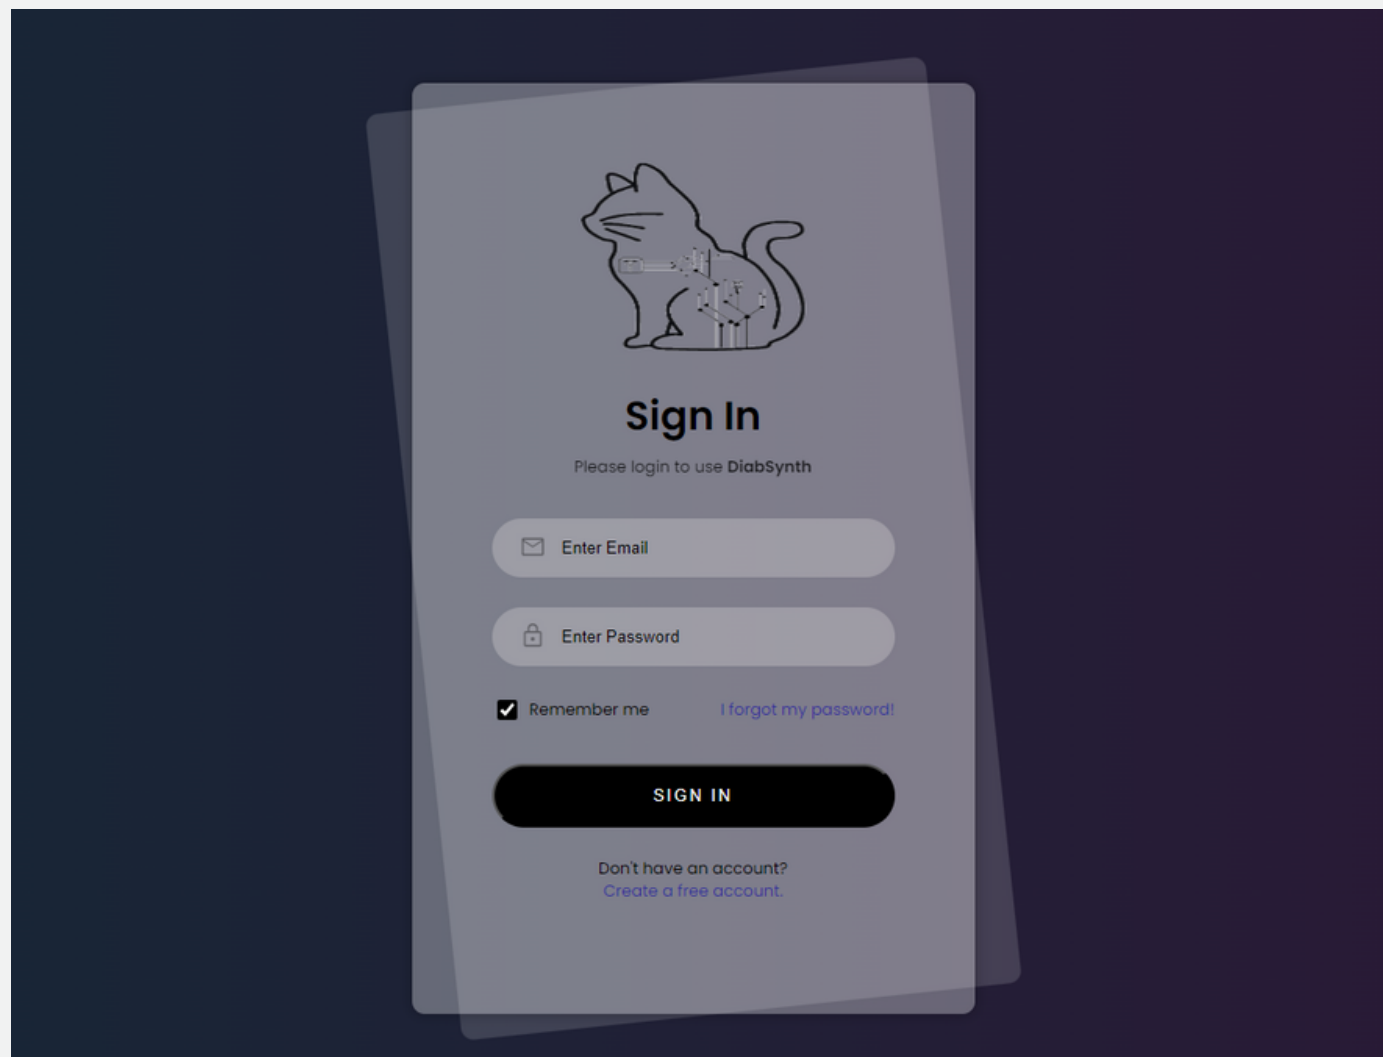 Sign In
Please login to use DiabSynth
Enter Email
Enter Password
Remember me
I forgot my password!
SIGN IN
Don't have an account?
Create a free account.